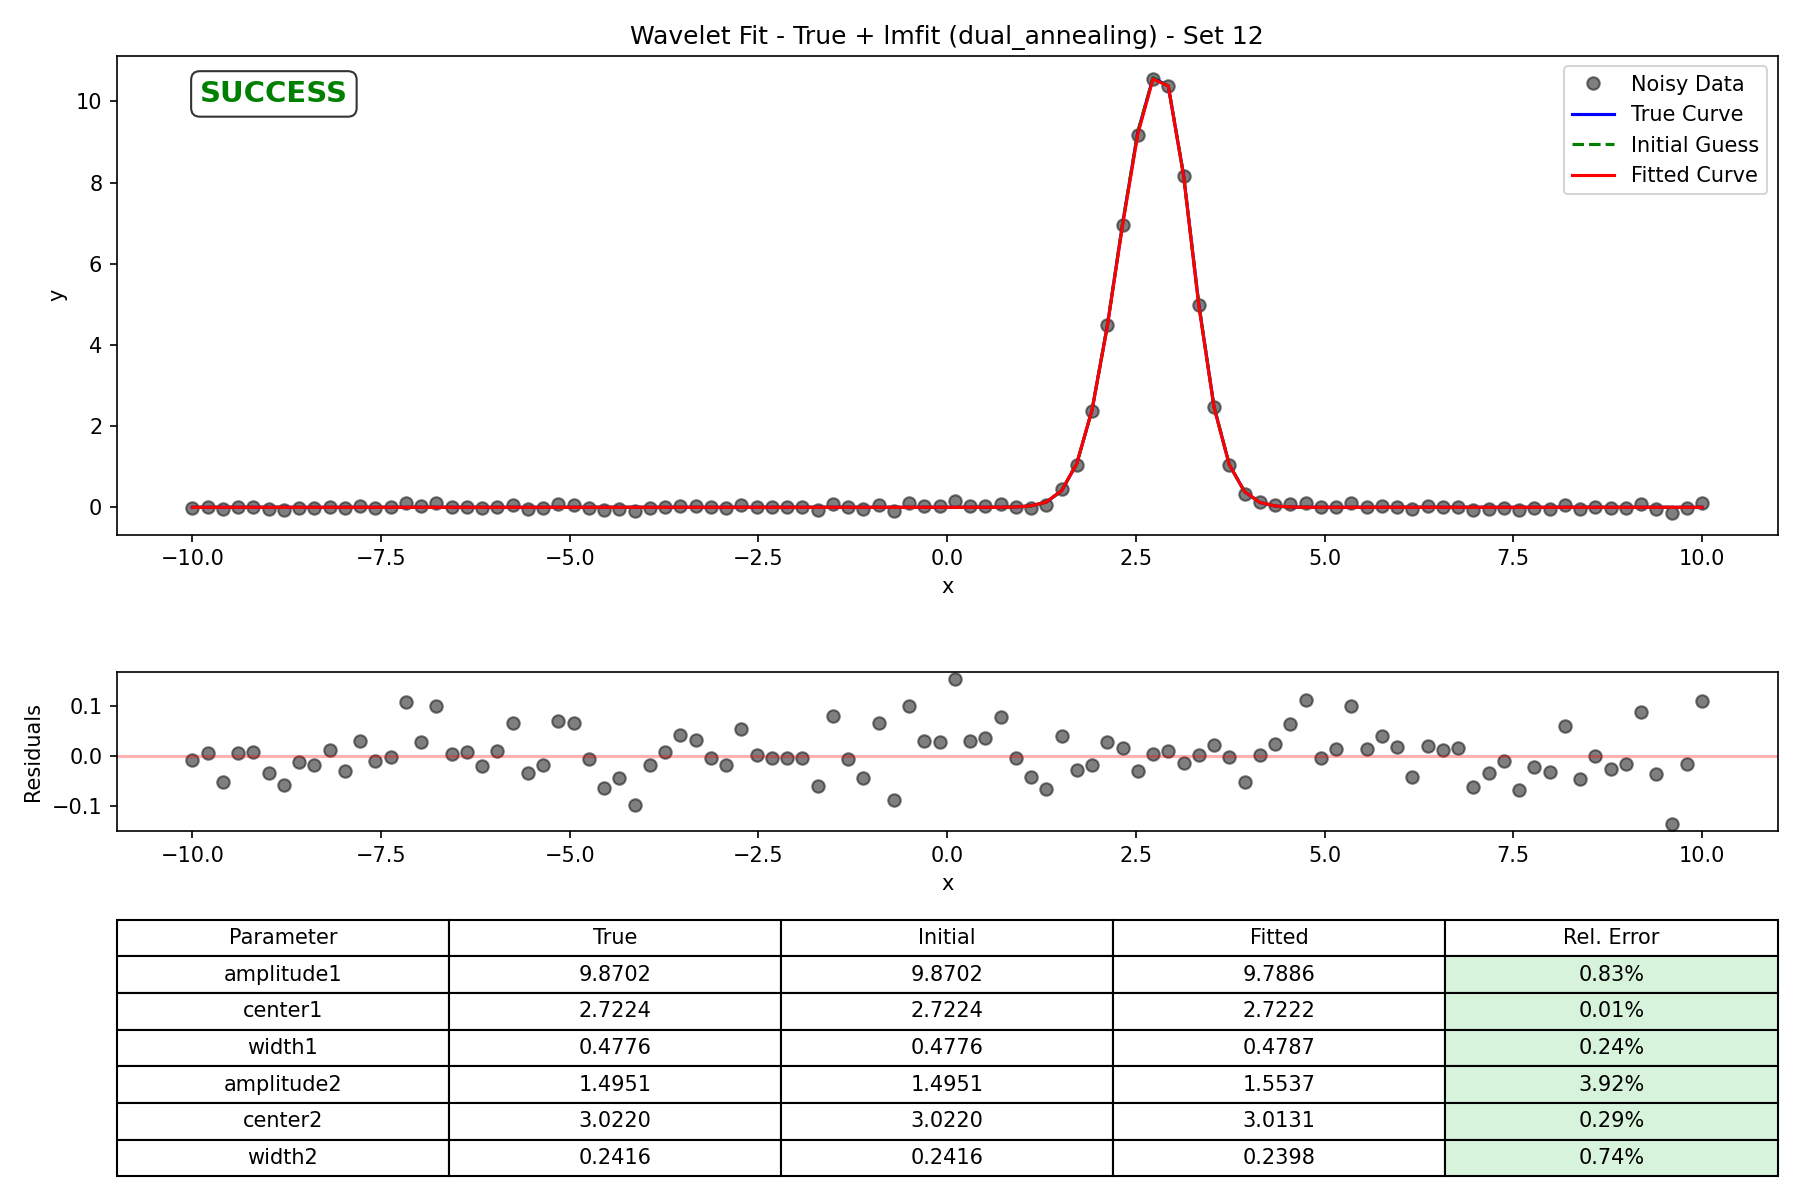 Wavelet Fit - True + lmfit (dual_annealing) - Set 12
SUCCESS
Noisy Data
True Curve
Initial Guess
Fitted Curve
10
8
6
4
2
0
y
−10.0 −7.5 −5.0 −2.5 0.0 2.5 5.0 7.5 10.0
x
0.1
0.0
−0.1
Residuals
−10.0 −7.5 −5.0 −2.5 0.0 2.5 5.0 7.5 10.0
x
Parameter True Initial Fitted Rel. Error
amplitude1 9.8702 9.8702 9.7886 0.83%
center1 2.7224 2.7224 2.7222 0.01%
width1 0.4776 0.4776 0.4787 0.24%
amplitude2 1.4951 1.4951 1.5537 3.92%
center2 3.0220 3.0220 3.0131 0.29%
width2 0.2416 0.2416 0.2398 0.74%